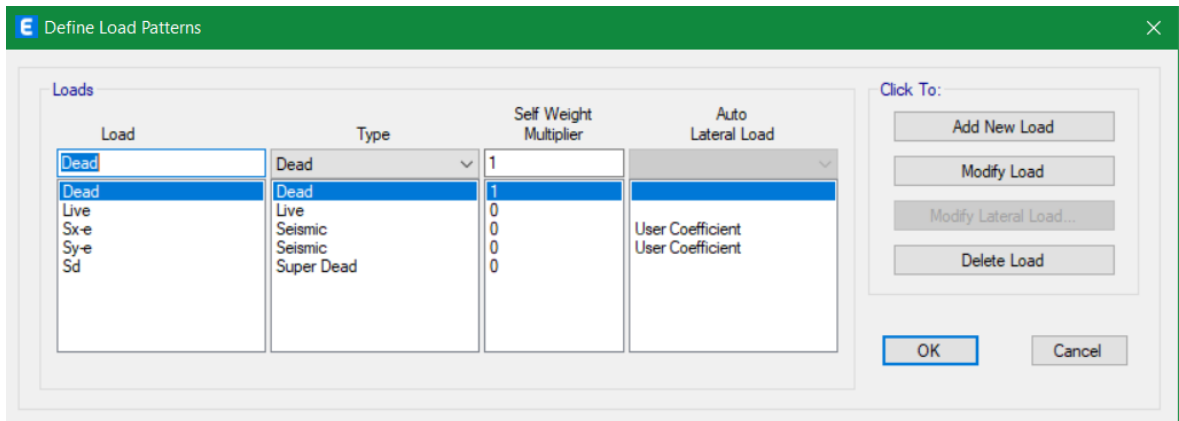 E Define Load Patterns
Loads
Load Type Self Weight Multiplier Auto Lateral Load
Dead Dead 1
Dead Dead 1
Live Live 0
Sx-e Seismic 0 User Coefficient
Sy-e Seismic 0 User Coefficient
Sd Super Dead 0
Click To:
Add New Load
Modify Load
Modify Lateral Load...
Delete Load
OK Cancel